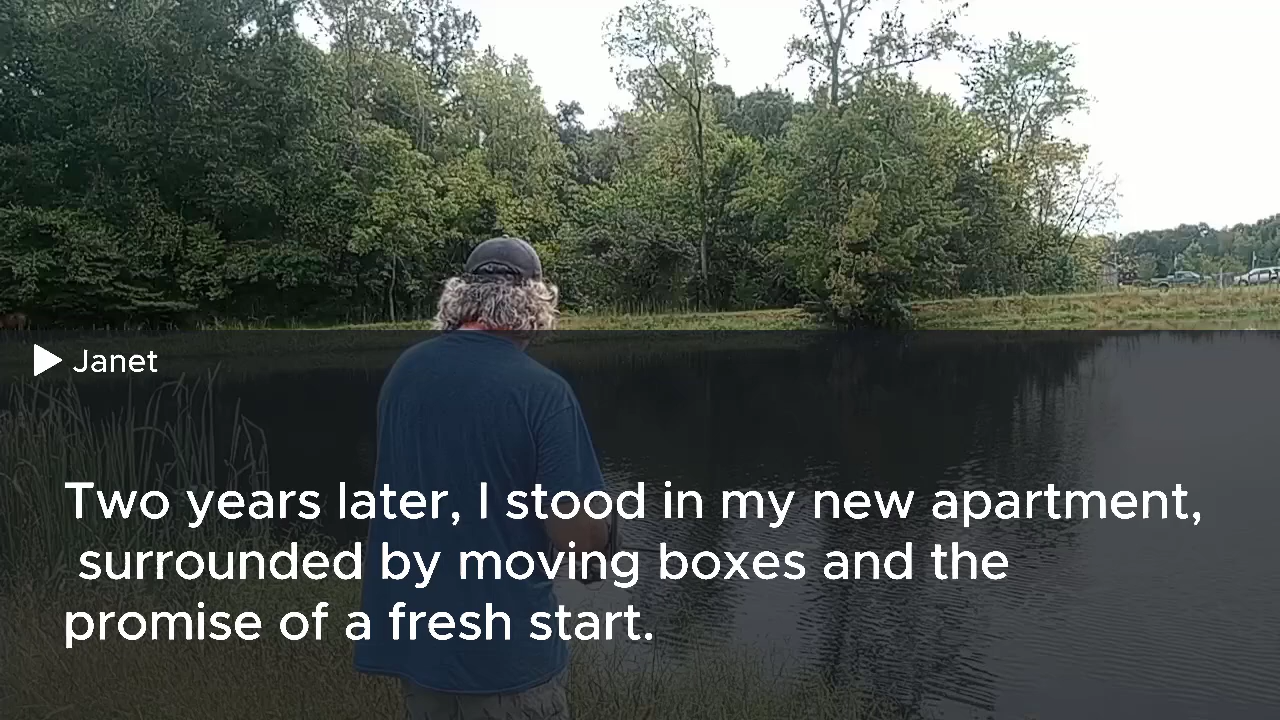 Janet
Two years later, I stood in my new apartment,
surrounded by moving boxes and the
promise of a fresh start.